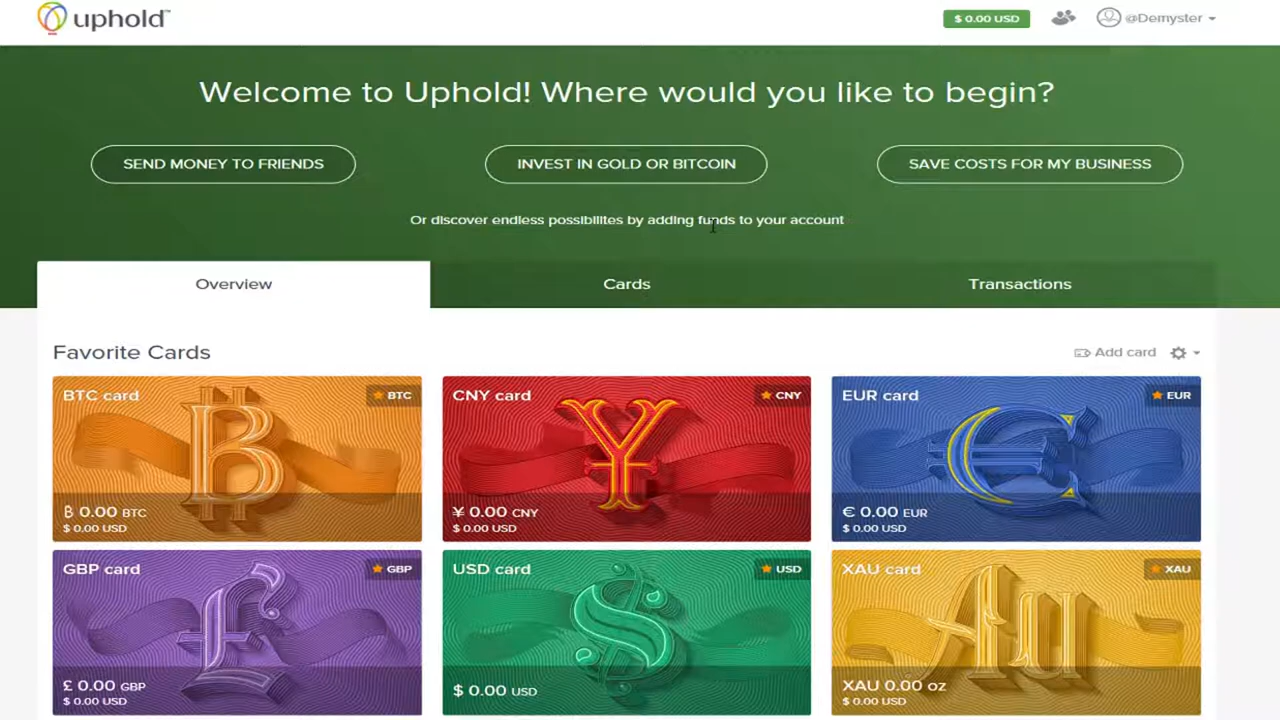 uphold™
$ 0.00 USD
@Demyster
Welcome to Uphold! Where would you like to begin?
SEND MONEY TO FRIENDS
INVEST IN GOLD OR BITCOIN
SAVE COSTS FOR MY BUSINESS
Or discover endless possibilites by adding funds to your account
Overview
Cards
Transactions
Favorite Cards
Add card
BTC card
BTC
₿ 0.00 BTC
$ 0.00 USD
CNY card
CNY
¥ 0.00 CNY
$ 0.00 USD
EUR card
EUR
€ 0.00 EUR
$ 0.00 USD
GBP card
GBP
£ 0.00 GBP
$ 0.00 USD
USD card
USD
$ 0.00 USD
XAU card
XAU
XAU 0.00 oz
$ 0.00 USD